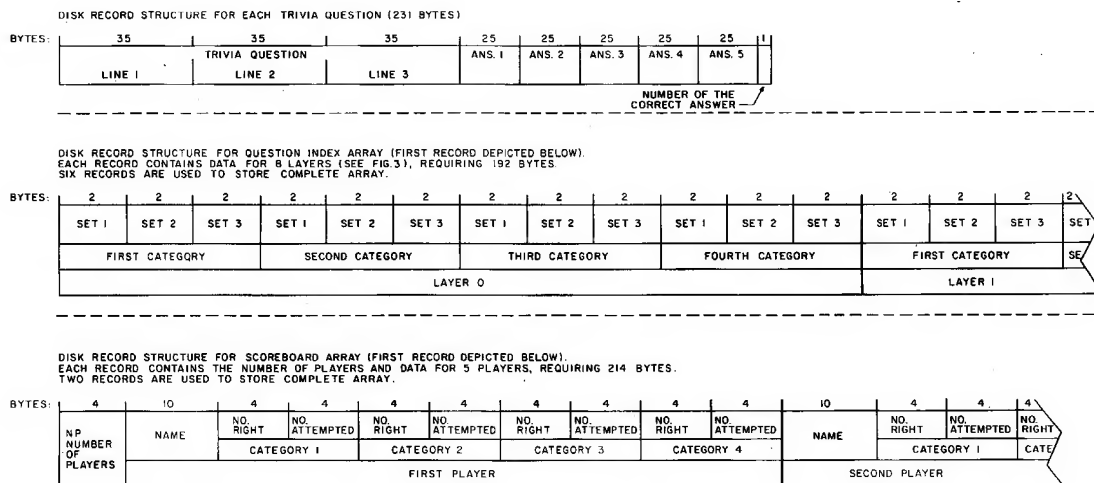 DISK RECORD STRUCTURE FOR EACH TRIVIA QUESTION (231 BYTES)
BYTES: 35 35 35 25 25 25 25 25 1
TRIVIA QUESTION ANS. 1 ANS. 2 ANS. 3 ANS. 4 ANS. 5
LINE 1 LINE 2 LINE 3
NUMBER OF THE
CORRECT ANSWER
DISK RECORD STRUCTURE FOR QUESTION INDEX ARRAY (FIRST RECORD DEPICTED BELOW).
EACH RECORD CONTAINS DATA FOR 8 LAYERS (SEE FIG.3), REQUIRING 192 BYTES.
SIX RECORDS ARE USED TO STORE COMPLETE ARRAY.
BYTES: 2 2 2 2 2 2 2 2 2 2 2 2 2 2 2 2
SET 1 SET 2 SET 3 SET 1 SET 2 SET 3 SET 1 SET 2 SET 3 SET 1 SET 2 SET 3 SET 1 SET 2 SET 3 SET
FIRST CATEGORY SECOND CATEGORY THIRD CATEGORY FOURTH CATEGORY FIRST CATEGORY SE
LAYER 0 LAYER 1
DISK RECORD STRUCTURE FOR SCOREBOARD ARRAY (FIRST RECORD DEPICTED BELOW).
EACH RECORD CONTAINS THE NUMBER OF PLAYERS AND DATA FOR 5 PLAYERS, REQUIRING 214 BYTES.
TWO RECORDS ARE USED TO STORE COMPLETE ARRAY.
BYTES: 4 10 4 4 4 4 4 4 4 4 10 4 4 4
NP NUMBER OF PLAYERS NAME NO. RIGHT NO. ATTEMPTED NO. RIGHT NO. ATTEMPTED NO. RIGHT NO. ATTEMPTED NO. RIGHT NO. ATTEMPTED NAME NO. RIGHT NO. ATTEMPTED NO. RIGHT
CATEGORY 1 CATEGORY 2 CATEGORY 3 CATEGORY 4 CATEGORY 1 CATE
FIRST PLAYER SECOND PLAYER